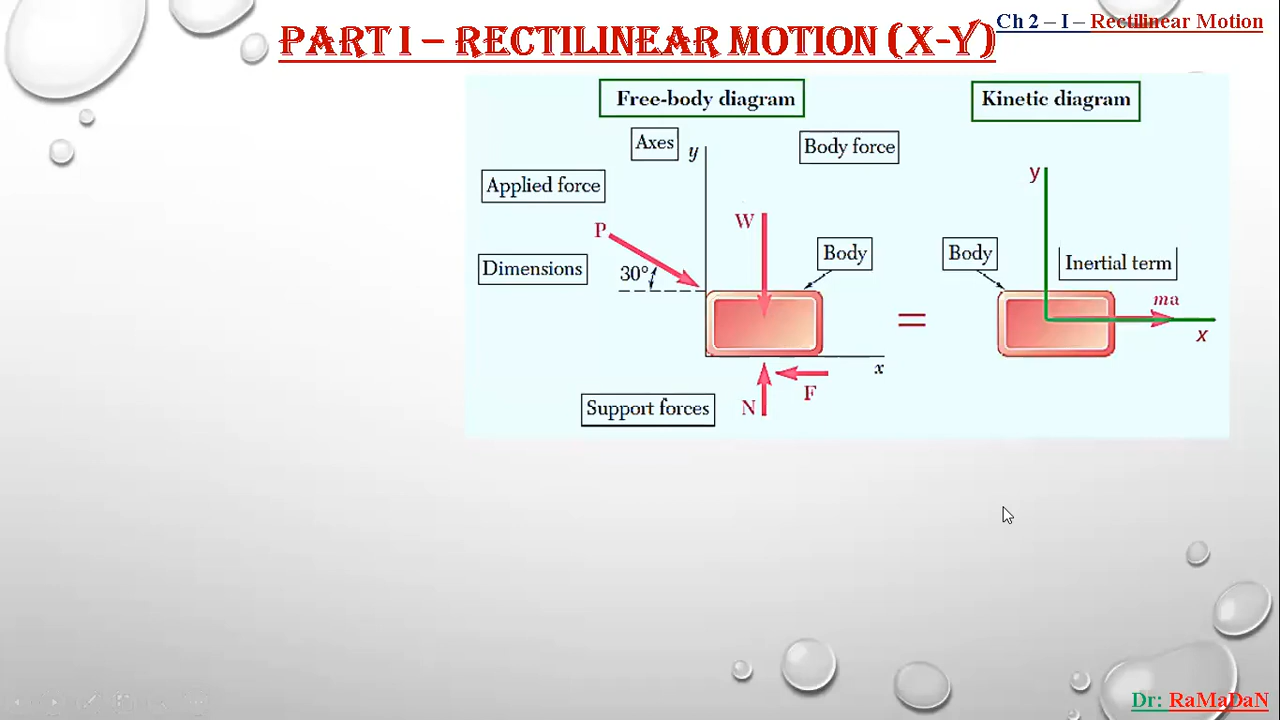 PART I – RECTILINEAR MOTION (X-Y)
Ch 2 – I – Rectilinear Motion
Free-body diagram
Kinetic diagram
Axes
y
Body force
Applied force
y
P
W
Dimensions
30°
Body
Body
Inertial term
ma
=
x
x
F
Support forces
N
Dr: RaMaDaN